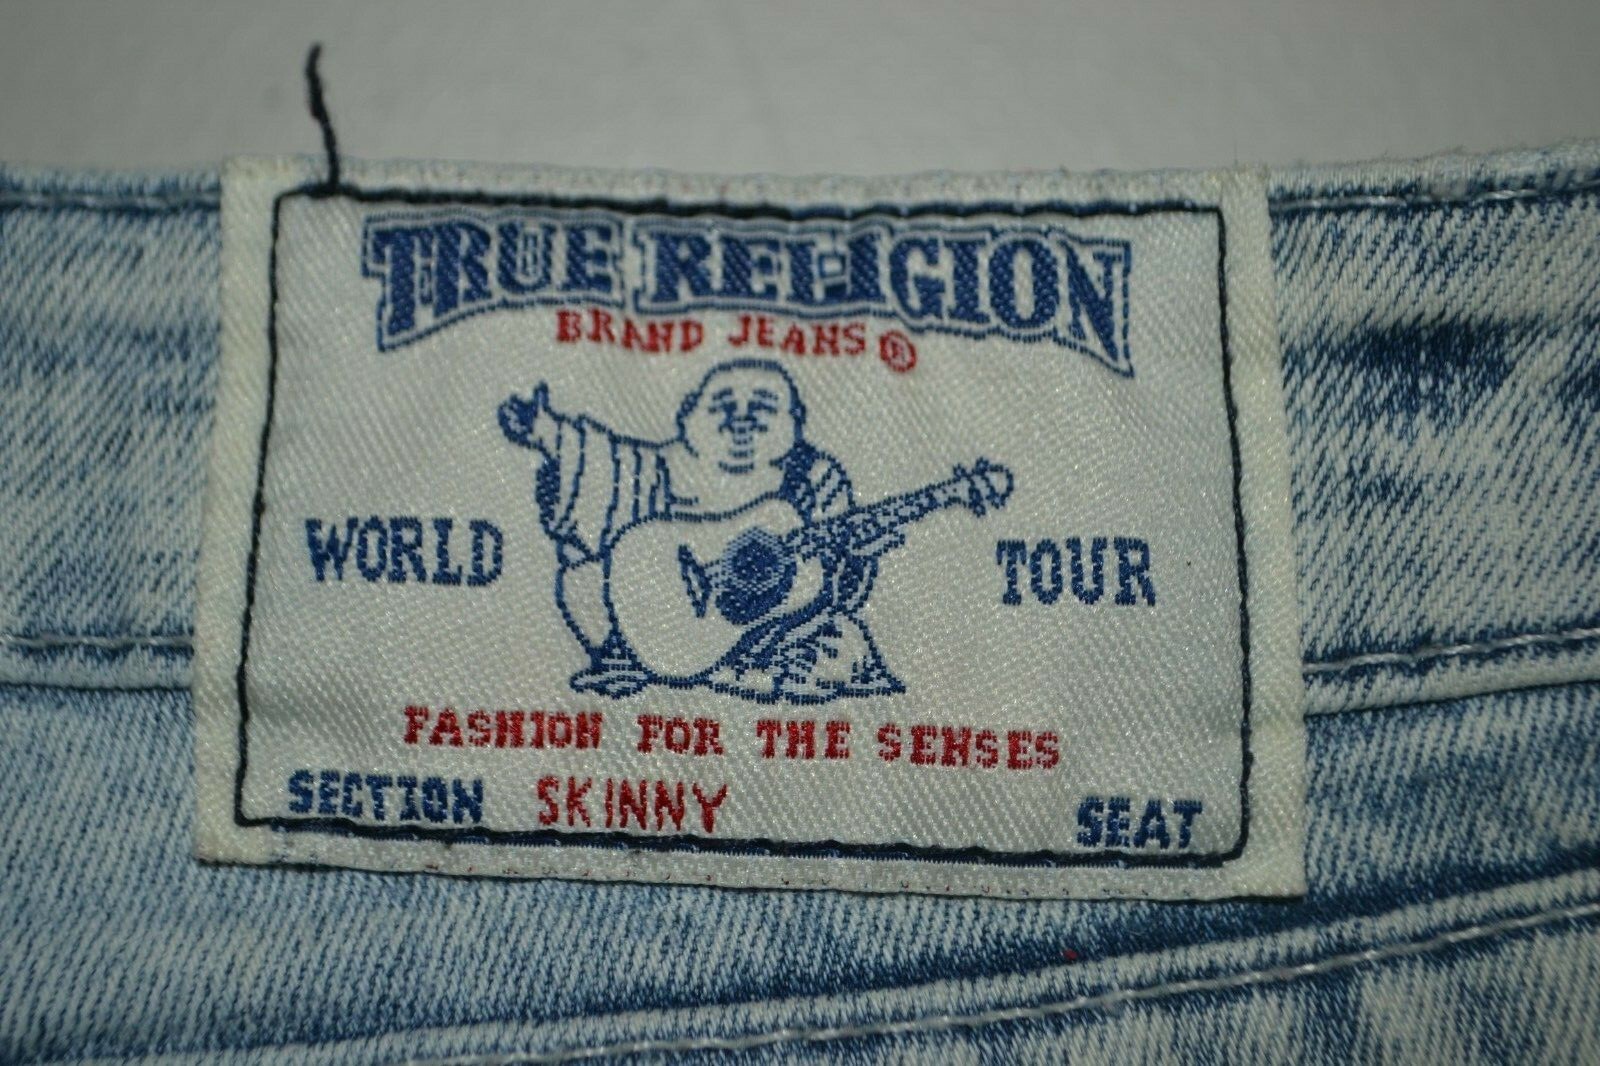 TRUE RELIGION
BRAND JEANS®
WORLD TOUR
FASHION FOR THE SENSES
SECTION SKINNY SEAT